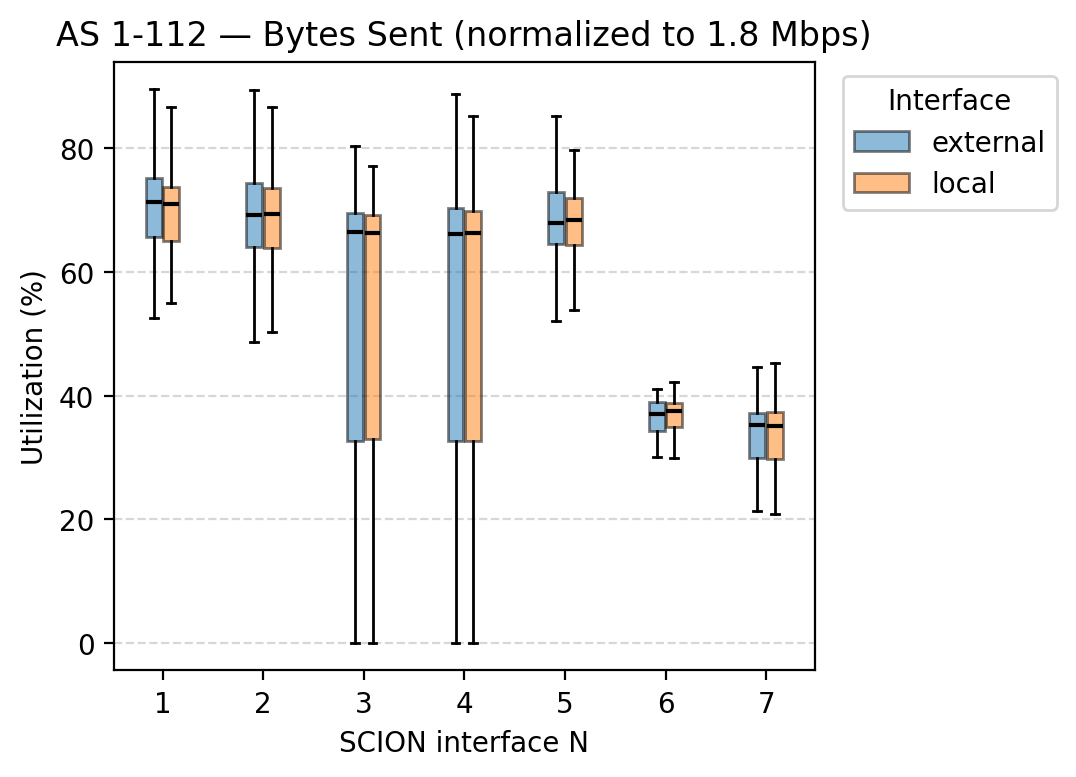 AS 1-112 — Bytes Sent (normalized to 1.8 Mbps)
Interface
external
local
Utilization (%)
80
60
40
20
0
1 2 3 4 5 6 7
SCION interface N